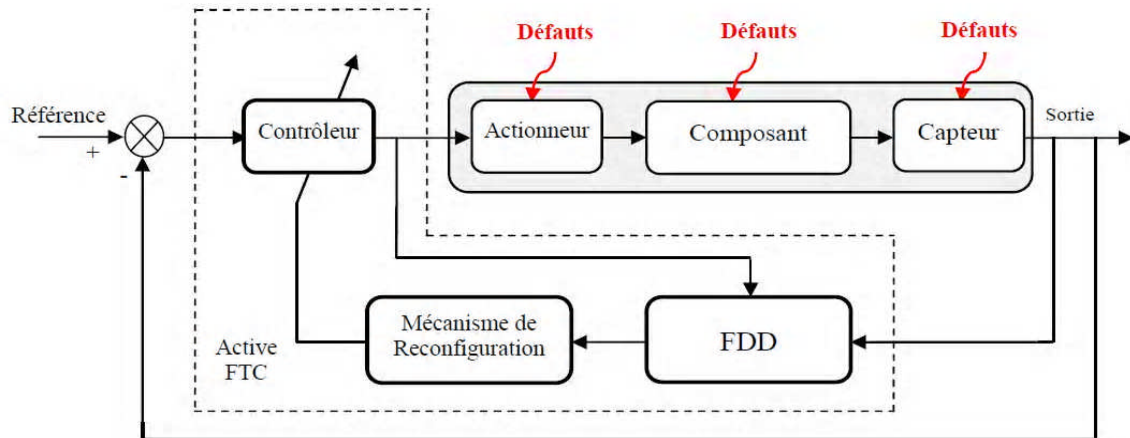 Défauts
Défauts
Défauts
Référence
+
-
Contrôleur
Actionneur
Composant
Capteur
Sortie
Active
FTC
Mécanisme de
Reconfiguration
FDD